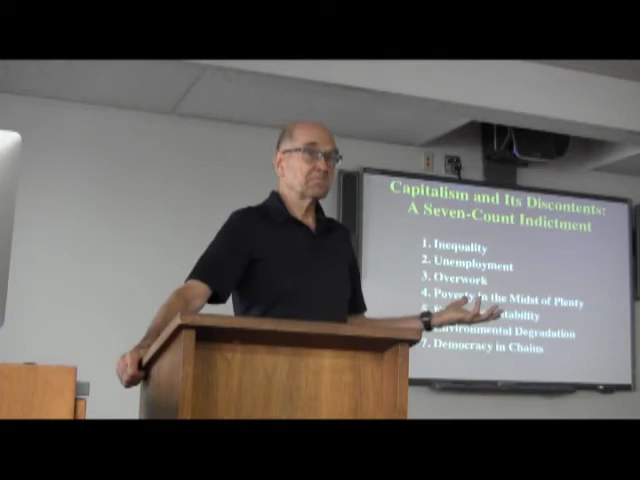 Capitalism and Its Discontents:
A Seven-Count Indictment
1. Inequality
2. Unemployment
3. Overwork
4. Poverty in the Midst of Plenty
5.
Environmental Degradation
7. Democracy in Chains